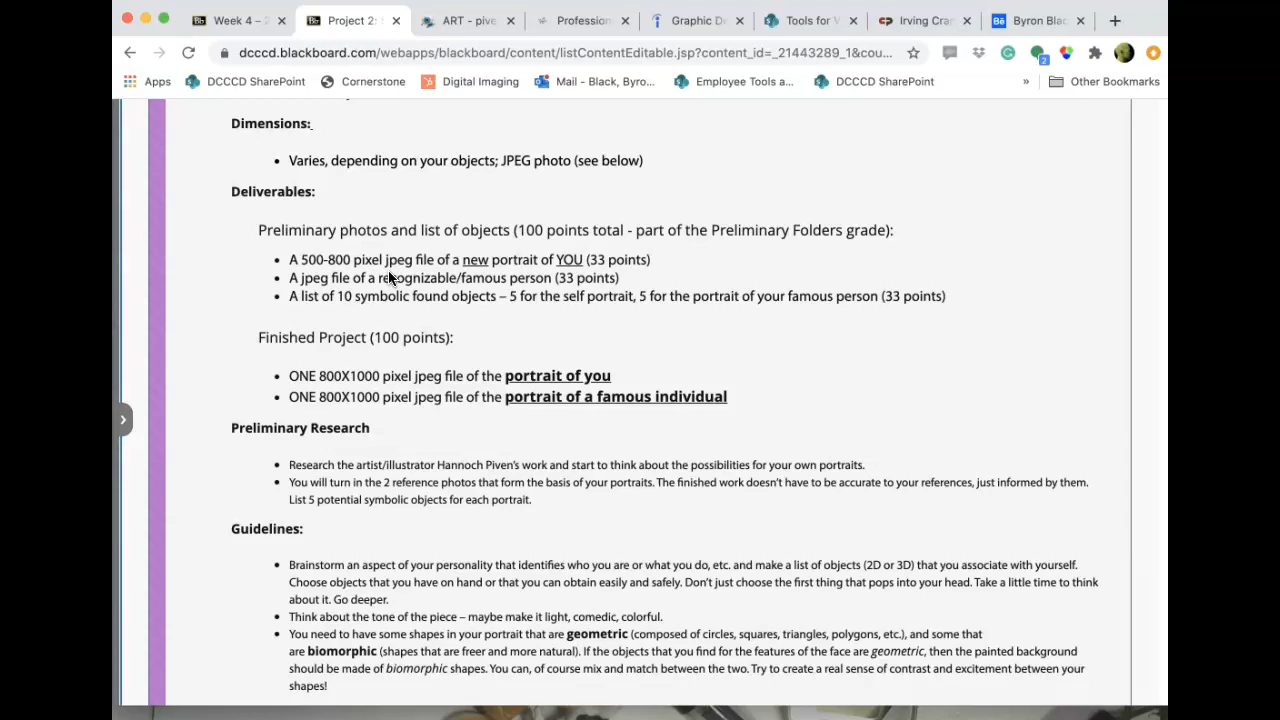 Week 4 – 2
Project 2:
ART - pive
Profession
Graphic D
Tools for V
Irving Cra
Byron Blac
dcccd.blackboard.com/webapps/blackboard/content/listContentEditable.jsp?content_id=_21443289_1&cou...
Apps
DCCCD SharePoint
Cornerstone
Digital Imaging
Mail - Black, Byro...
Employee Tools a...
DCCCD SharePoint
»
Other Bookmarks
Dimensions:
• Varies, depending on your objects; JPEG photo (see below)
Deliverables:
Preliminary photos and list of objects (100 points total - part of the Preliminary Folders grade):
• A 500-800 pixel jpeg file of a new portrait of YOU (33 points)
• A jpeg file of a recognizable/famous person (33 points)
• A list of 10 symbolic found objects – 5 for the self portrait, 5 for the portrait of your famous person (33 points)
Finished Project (100 points):
• ONE 800X1000 pixel jpeg file of the portrait of you
• ONE 800X1000 pixel jpeg file of the portrait of a famous individual
Preliminary Research
• Research the artist/illustrator Hannoch Piven's work and start to think about the possibilities for your own portraits.
• You will turn in the 2 reference photos that form the basis of your portraits. The finished work doesn't have to be accurate to your references, just informed by them.
List 5 potential symbolic objects for each portrait.
Guidelines:
• Brainstorm an aspect of your personality that identifies who you are or what you do, etc. and make a list of objects (2D or 3D) that you associate with yourself.
Choose objects that you have on hand or that you can obtain easily and safely. Don't just choose the first thing that pops into your head. Take a little time to think
about it. Go deeper.
• Think about the tone of the piece – maybe make it light, comedic, colorful.
• You need to have some shapes in your portrait that are geometric (composed of circles, squares, triangles, polygons, etc.), and some that
are biomorphic (shapes that are freer and more natural). If the objects that you find for the features of the face are geometric, then the painted background
should be made of biomorphic shapes. You can, of course mix and match between the two. Try to create a real sense of contrast and excitement between your
shapes!